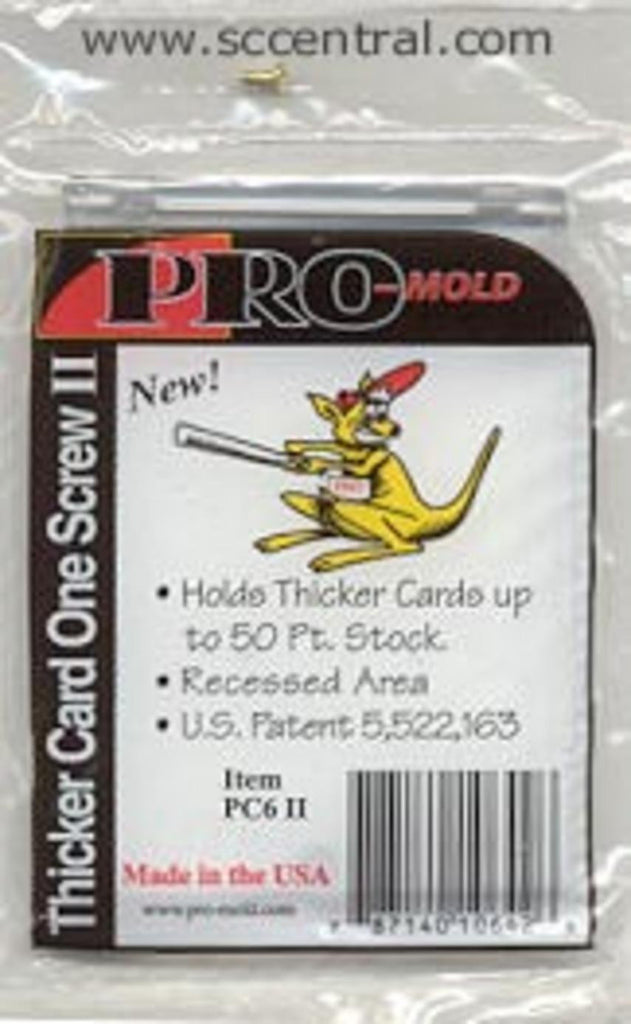 www.sccentral.com
PRO-MOLD
Thicker Card One Screw II
New!
• Holds Thicker Cards up
to 50 Pt. Stock.
• Recessed Area
• U.S. Patent 5,522,163
Item
PC6 II
Made in the USA
www.pro-mold.com